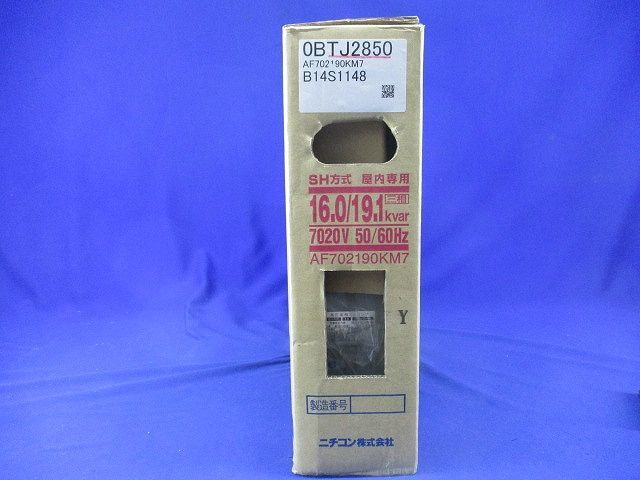 0BTJ2850
AF702190KM7
B14S1148
SH方式 屋内専用
16.0/19.1 三相 kvar
7020V 50/60Hz
AF702190KM7
Y
製造番号
ニチコン株式会社